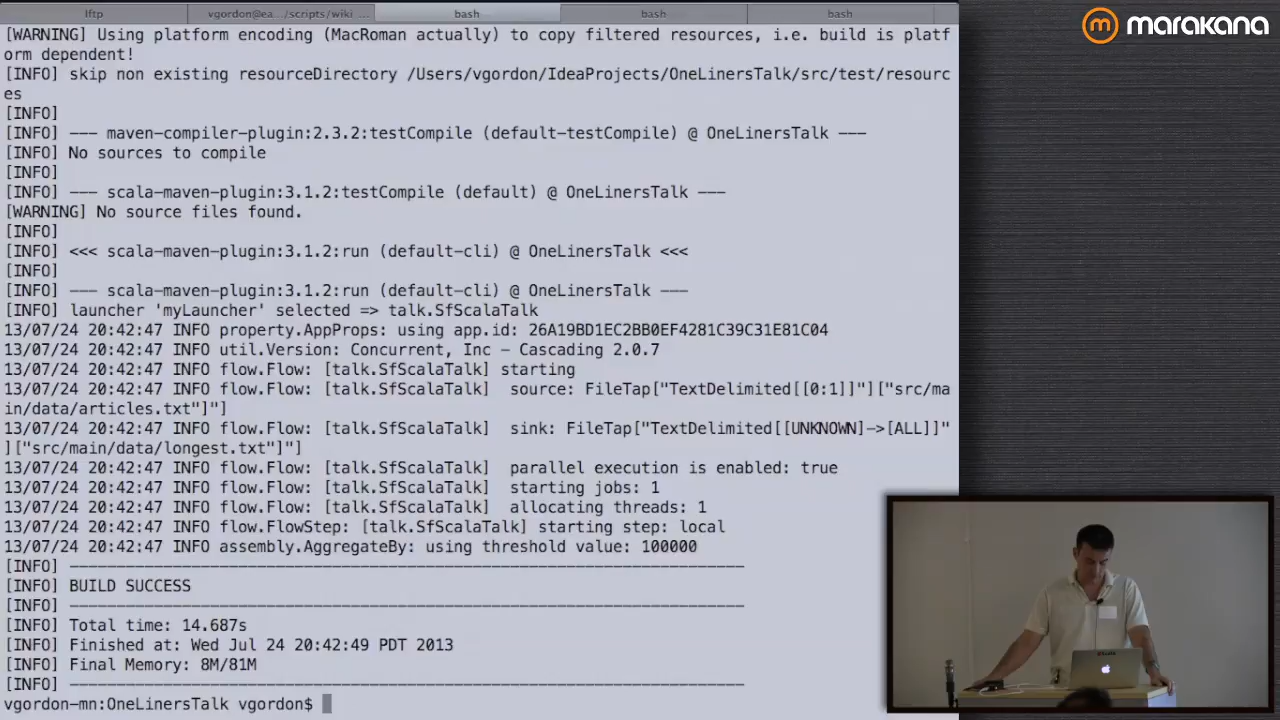 lftp
vgordon@ea.../scripts/wiki ...
bash
bash
bash
marakana
[WARNING] Using platform encoding (MacRoman actually) to copy filtered resources, i.e. build is platf
orm dependent!
[INFO] skip non existing resourceDirectory /Users/vgordon/IdeaProjects/OneLinersTalk/src/test/resourc
es
[INFO]
[INFO] --- maven-compiler-plugin:2.3.2:testCompile (default-testCompile) @ OneLinersTalk ---
[INFO] No sources to compile
[INFO]
[INFO] --- scala-maven-plugin:3.1.2:testCompile (default) @ OneLinersTalk ---
[WARNING] No source files found.
[INFO]
[INFO] <<< scala-maven-plugin:3.1.2:run (default-cli) @ OneLinersTalk <<<
[INFO]
[INFO] --- scala-maven-plugin:3.1.2:run (default-cli) @ OneLinersTalk ---
[INFO] launcher 'myLauncher' selected => talk.SfScalaTalk
13/07/24 20:42:47 INFO property.AppProps: using app.id: 26A19BD1EC2BB0EF4281C39C31E81C04
13/07/24 20:42:47 INFO util.Version: Concurrent, Inc - Cascading 2.0.7
13/07/24 20:42:47 INFO flow.Flow: [talk.SfScalaTalk] starting
13/07/24 20:42:47 INFO flow.Flow: [talk.SfScalaTalk]  source: FileTap["TextDelimited[[0:1]]"]["src/ma
in/data/articles.txt"]"]
13/07/24 20:42:47 INFO flow.Flow: [talk.SfScalaTalk]  sink: FileTap["TextDelimited[[UNKNOWN]->[ALL]]"
]["src/main/data/longest.txt"]"]
13/07/24 20:42:47 INFO flow.Flow: [talk.SfScalaTalk]  parallel execution is enabled: true
13/07/24 20:42:47 INFO flow.Flow: [talk.SfScalaTalk]  starting jobs: 1
13/07/24 20:42:47 INFO flow.Flow: [talk.SfScalaTalk]  allocating threads: 1
13/07/24 20:42:47 INFO flow.FlowStep: [talk.SfScalaTalk] starting step: local
13/07/24 20:42:47 INFO assembly.AggregateBy: using threshold value: 100000
[INFO] ------------------------------------------------------------------------
[INFO] BUILD SUCCESS
[INFO] ------------------------------------------------------------------------
[INFO] Total time: 14.687s
[INFO] Finished at: Wed Jul 24 20:42:49 PDT 2013
[INFO] Final Memory: 8M/81M
[INFO] ------------------------------------------------------------------------
vgordon-mn:OneLinersTalk vgordon$